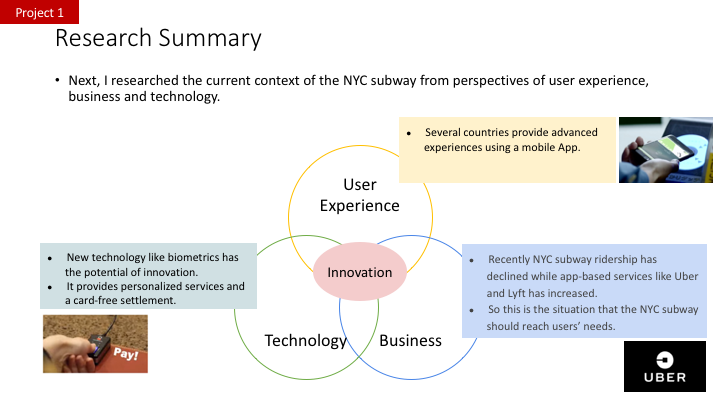 Project 1
Research Summary
• Next, I researched the current context of the NYC subway from perspectives of user experience,
business and technology.
• Several countries provide advanced
experiences using a mobile App.
User
Experience
• New technology like biometrics has
the potential of innovation.
• It provides personalized services and
a card-free settlement.
Innovation
• Recently NYC subway ridership has
declined while app-based services like Uber
and Lyft has increased.
• So this is the situation that the NYC subway
should reach users’ needs.
Technology
Business
Pay!
UBER